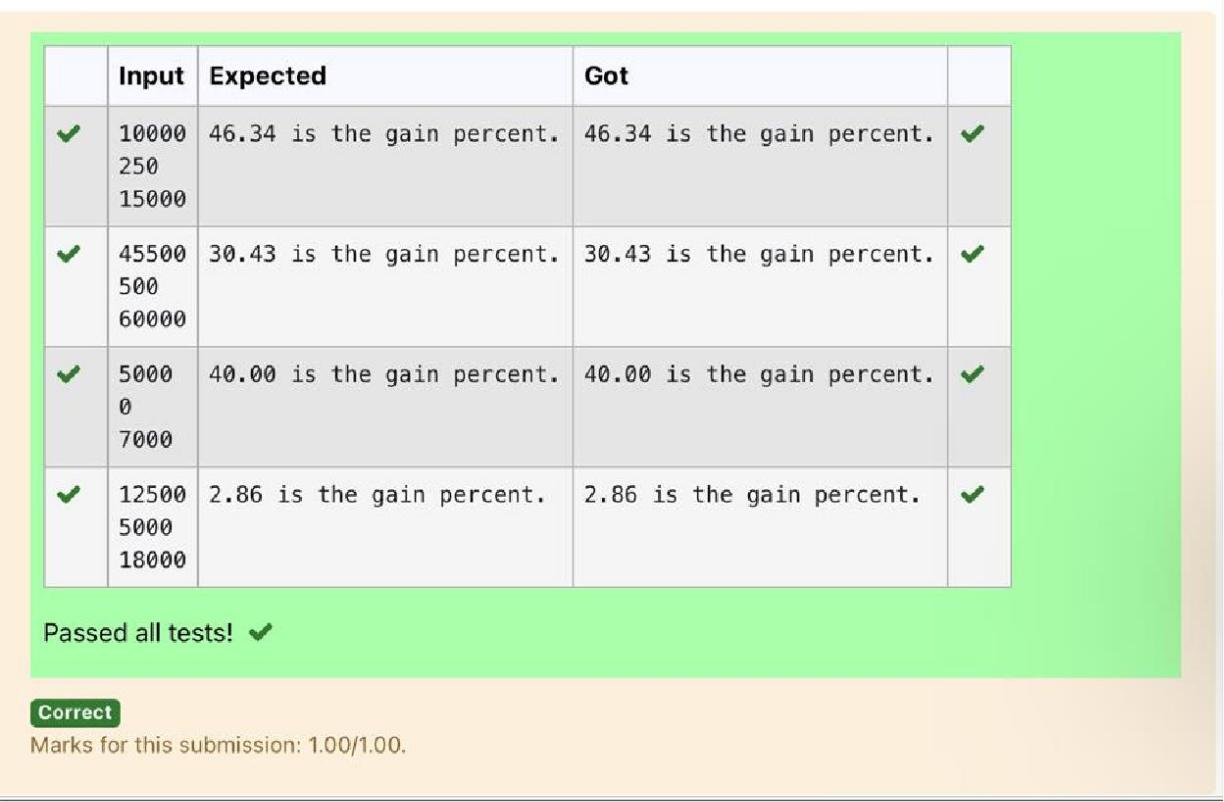 Input Expected Got
10000 46.34 is the gain percent. 46.34 is the gain percent.
250
15000
45500 30.43 is the gain percent. 30.43 is the gain percent.
500
60000
5000 40.00 is the gain percent. 40.00 is the gain percent.
0
7000
12500 2.86 is the gain percent. 2.86 is the gain percent.
5000
18000
Passed all tests!
Correct
Marks for this submission: 1.00/1.00.